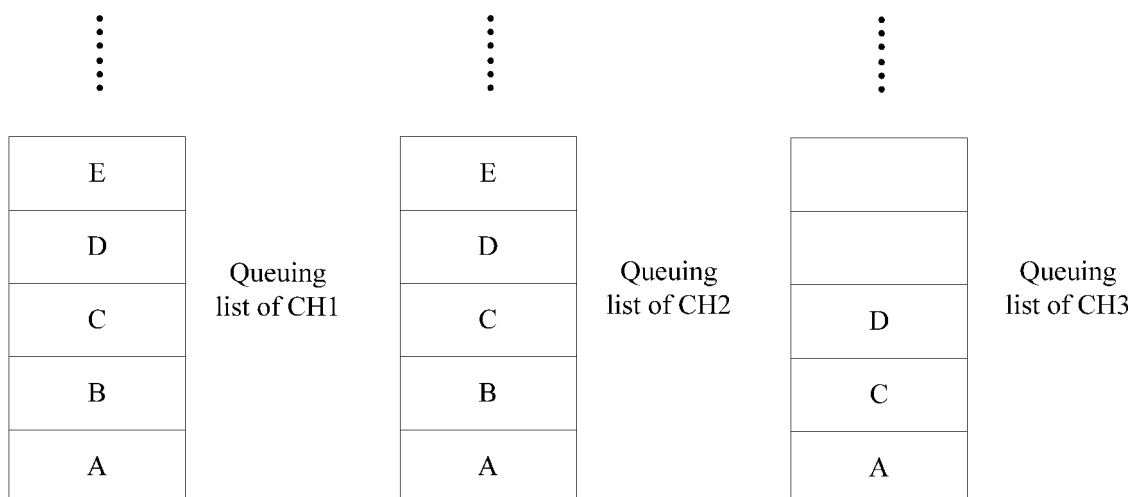 E
D
C
B
A
Queuing
list of CH1
E
D
C
B
A
Queuing
list of CH2
D
C
A
Queuing
list of CH3